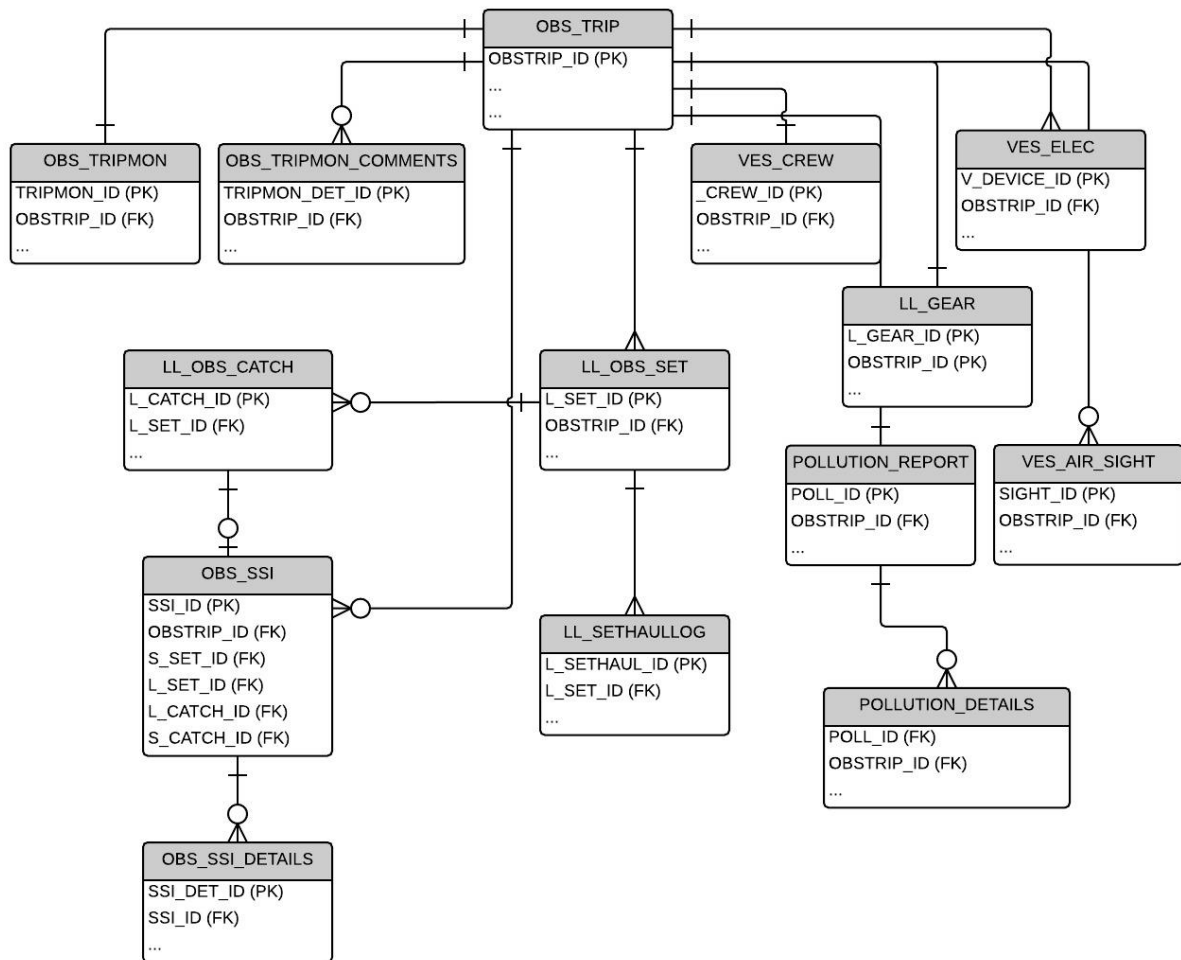 OBS_TRIP
OBSTRIP_ID (PK)
...
...
OBS_TRIPMON
TRIPMON_ID (PK)
OBSTRIP_ID (FK)
...
OBS_TRIPMON_COMMENTS
TRIPMON_DET_ID (PK)
OBSTRIP_ID (FK)
...
VES_CREW
_CREW_ID (PK)
OBSTRIP_ID (FK)
...
VES_ELEC
V_DEVICE_ID (PK)
OBSTRIP_ID (FK)
...
LL_GEAR
L_GEAR_ID (PK)
OBSTRIP_ID (PK)
...
LL_OBS_CATCH
L_CATCH_ID (PK)
L_SET_ID (FK)
...
LL_OBS_SET
L_SET_ID (PK)
OBSTRIP_ID (FK)
...
POLLUTION_REPORT
POLL_ID (PK)
OBSTRIP_ID (FK)
...
VES_AIR_SIGHT
SIGHT_ID (PK)
OBSTRIP_ID (FK)
...
OBS_SSI
SSI_ID (PK)
OBSTRIP_ID (FK)
S_SET_ID (FK)
L_SET_ID (FK)
L_CATCH_ID (FK)
S_CATCH_ID (FK)
LL_SETHAULLOG
L_SETHAUL_ID (PK)
L_SET_ID (FK)
...
POLLUTION_DETAILS
POLL_ID (FK)
OBSTRIP_ID (FK)
...
OBS_SSI_DETAILS
SSI_DET_ID (PK)
SSI_ID (FK)
...